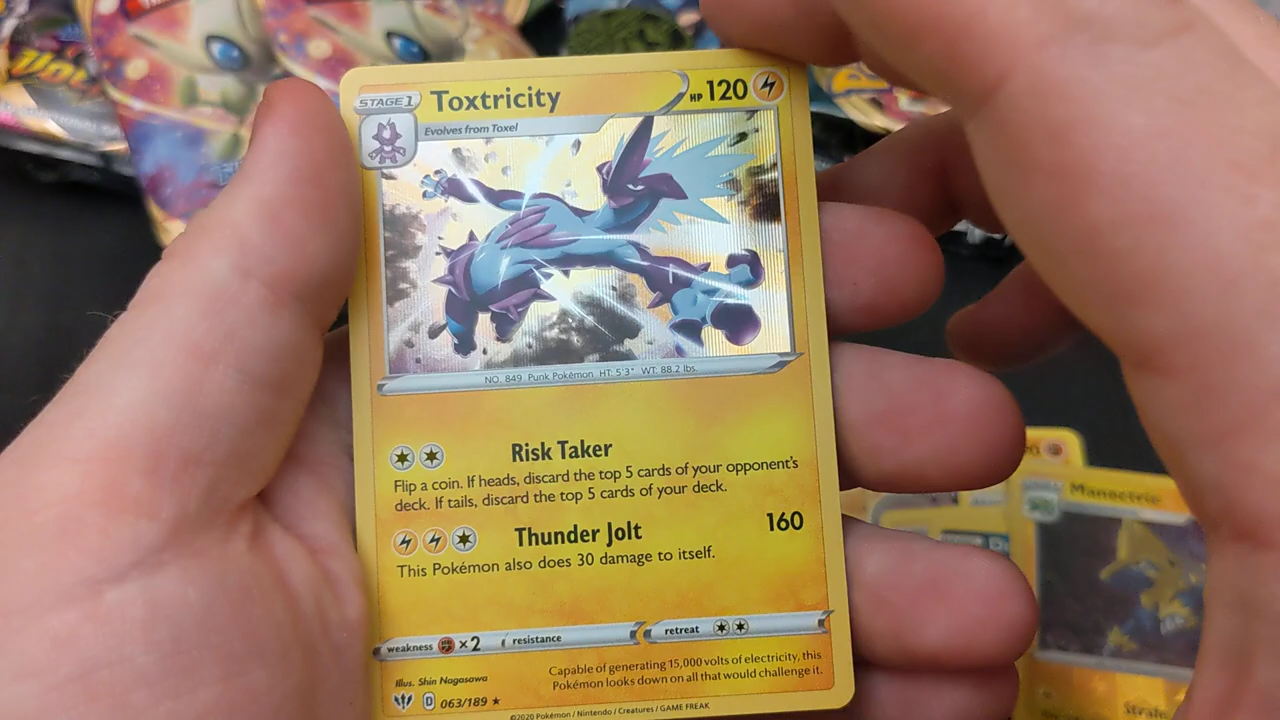 STAGE 1
Toxtricity
HP 120
Evolves from Toxel
NO. 849 Punk Pokémon HT: 5'3" WT: 88.2 lbs.
Risk Taker
Flip a coin. If heads, discard the top 5 cards of your opponent's
deck. If tails, discard the top 5 cards of your deck.
Thunder Jolt 160
This Pokémon also does 30 damage to itself.
weakness ×2 resistance retreat
Capable of generating 15,000 volts of electricity, this
Pokémon looks down on all that would challenge it.
Illus. Shin Nagasawa
D 063/189 ★
©2020 Pokémon / Nintendo / Creatures / GAME FREAK
Manectric